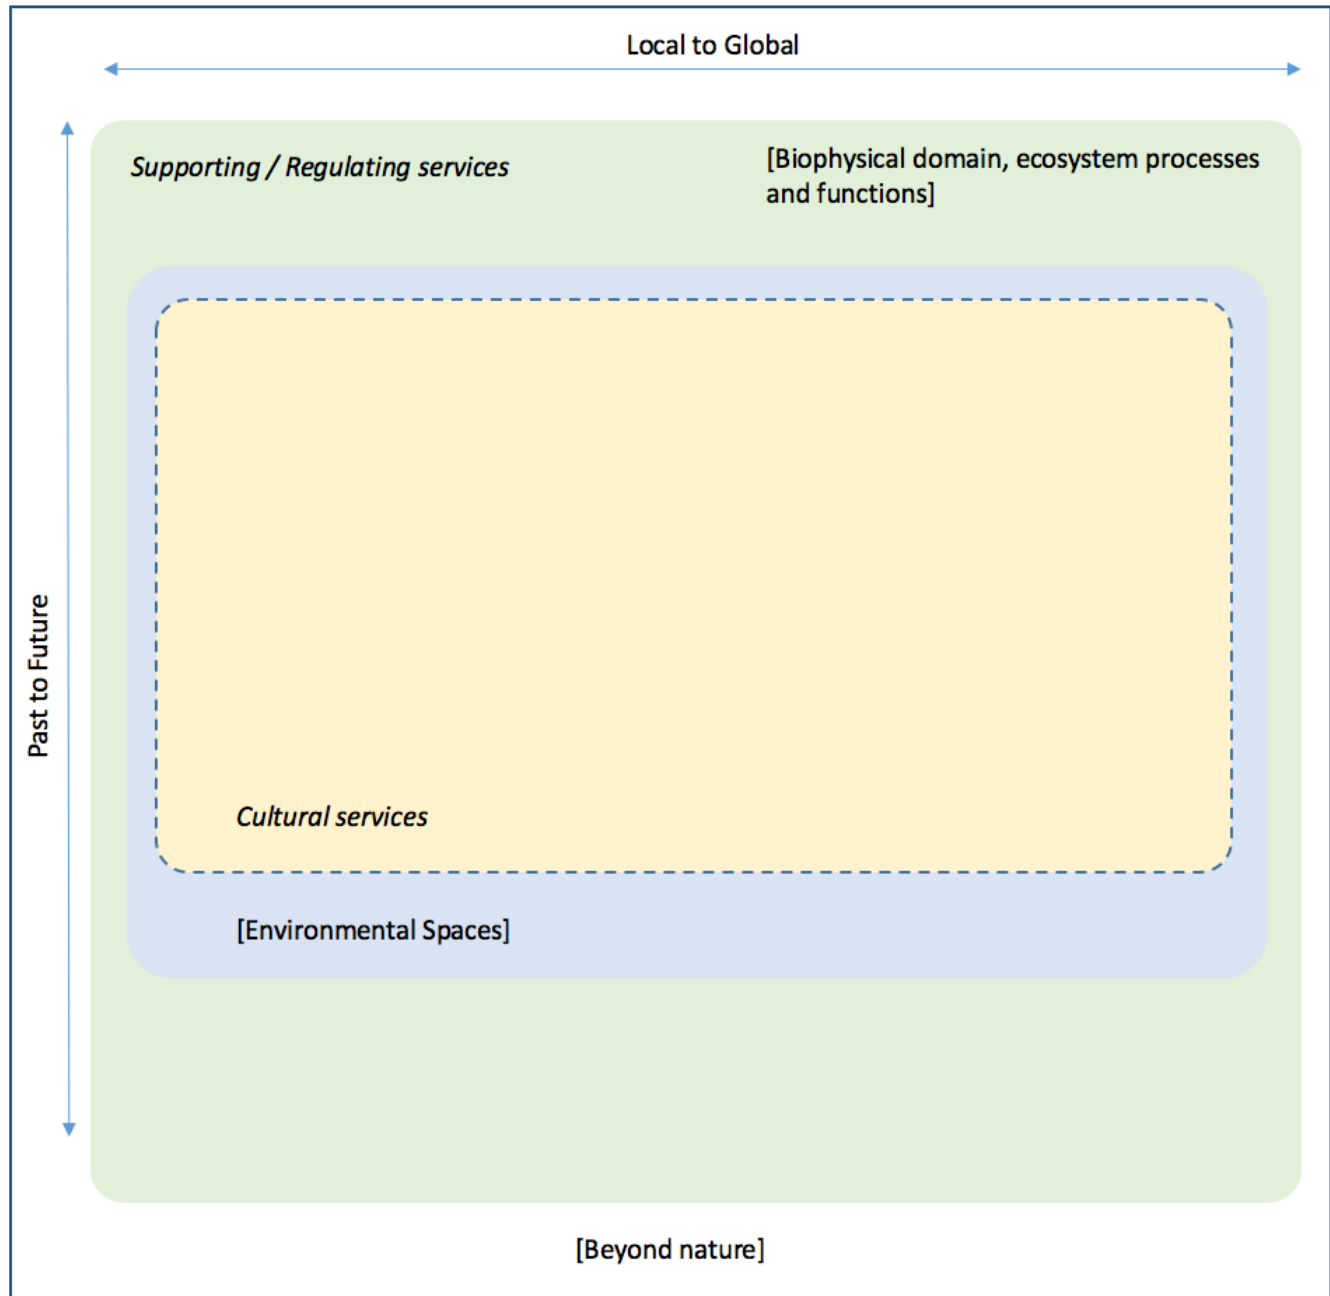 Local to Global
Supporting / Regulating services
[Biophysical domain, ecosystem processes
and functions]
Past to Future
Cultural services
[Environmental Spaces]
[Beyond nature]